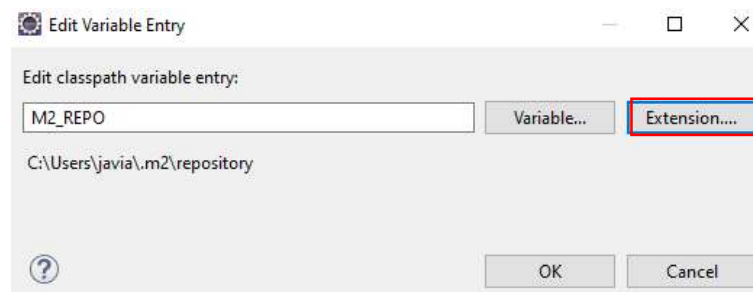 Edit Variable Entry
Edit classpath variable entry:
M2_REPO
Variable...
Extension....
C:\Users\javia\.m2\repository
?
OK
Cancel